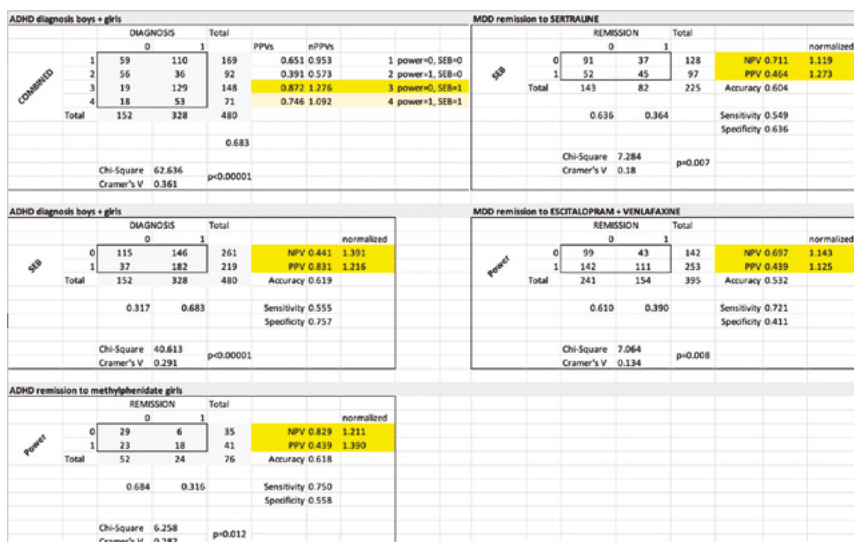 ADHD diagnosis boys + girls
DIAGNOSIS Total
0 1 PPVs nPPVs
COMBINED
1 59 110 169 0.651 0.953 1 power=0, SEB=0
2 56 36 92 0.391 0.573 2 power=1, SEB=0
3 19 129 148 0.872 1.276 3 power=0, SEB=1
4 18 53 71 0.746 1.092 4 power=1, SEB=1
Total 152 328 480
0.683
Chi-Square 62.636
p<0.00001
Cramer's V 0.361
MDD remission to SERTRALINE
REMISSION Total
0 1 normalized
SEB
0 91 37 128 NPV 0.711 1.119
1 52 45 97 PPV 0.464 1.273
Total 143 82 225 Accuracy 0.604
0.636 0.364 Sensitivity 0.549
Specificity 0.636
Chi-Square 7.284
p=0.007
Cramer's V 0.18
ADHD diagnosis boys + girls
DIAGNOSIS Total
0 1 normalized
SEB
0 115 146 261 NPV 0.441 1.391
1 37 182 219 PPV 0.831 1.216
Total 152 328 480 Accuracy 0.619
0.317 0.683 Sensitivity 0.555
Specificity 0.757
Chi-Square 40.613
p<0.00001
Cramer's V 0.291
MDD remission to ESCITALOPRAM + VENLAFAXINE
REMISSION Total
0 1 normalized
Power
0 99 43 142 NPV 0.697 1.143
1 142 111 253 PPV 0.439 1.125
Total 241 154 395 Accuracy 0.532
0.610 0.390 Sensitivity 0.721
Specificity 0.411
Chi-Square 7.064
p=0.008
Cramer's V 0.134
ADHD remission to methylphenidate girls
REMISSION Total
0 1 normalized
Power
0 29 6 35 NPV 0.829 1.211
1 23 18 41 PPV 0.439 1.390
Total 52 24 76 Accuracy 0.618
0.684 0.316 Sensitivity 0.750
Specificity 0.558
Chi-Square 6.258
p=0.012
Cramer's V 0.287